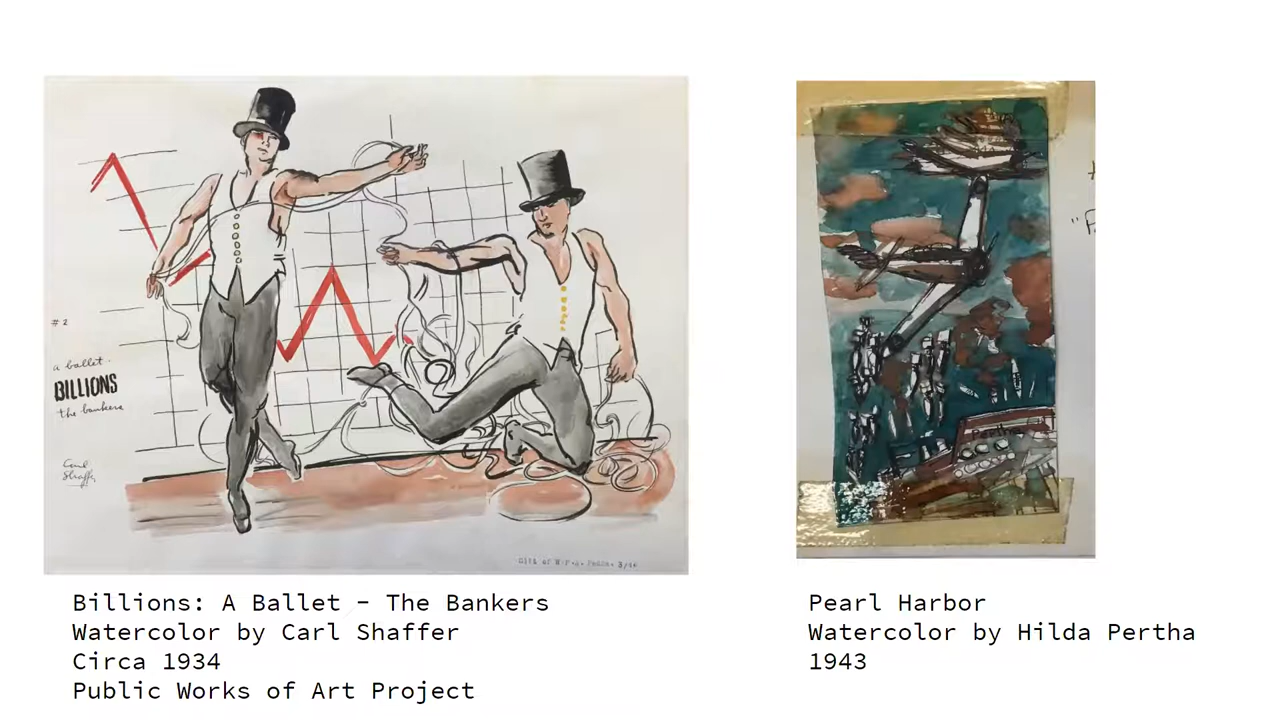 # 2
a ballet.
BILLIONS
the bankers
Carl
Shaffer
Billions: A Ballet – The Bankers
Watercolor by Carl Shaffer
Circa 1934
Public Works of Art Project
Pertha
Pearl Harbor
Watercolor by Hilda Pertha
1943